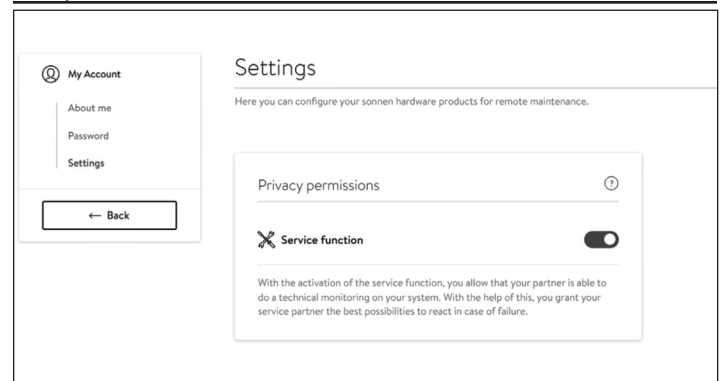 My Account
About me
Password
Settings
← Back
Settings
Here you can configure your sonnen hardware products for remote maintenance.
Privacy permissions
?
Service function
With the activation of the service function, you allow that your partner is able to
do a technical monitoring on your system. With the help of this, you grant your
service partner the best possibilities to react in case of failure.